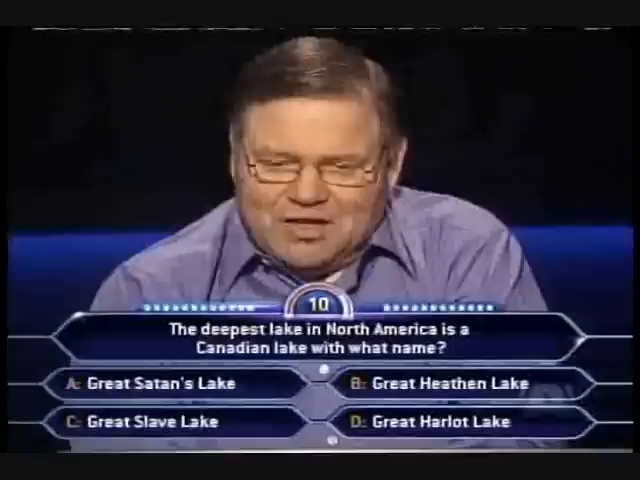 10
The deepest lake in North America is a
Canadian lake with what name?
A: Great Satan's Lake
B: Great Heathen Lake
C: Great Slave Lake
D: Great Harlot Lake